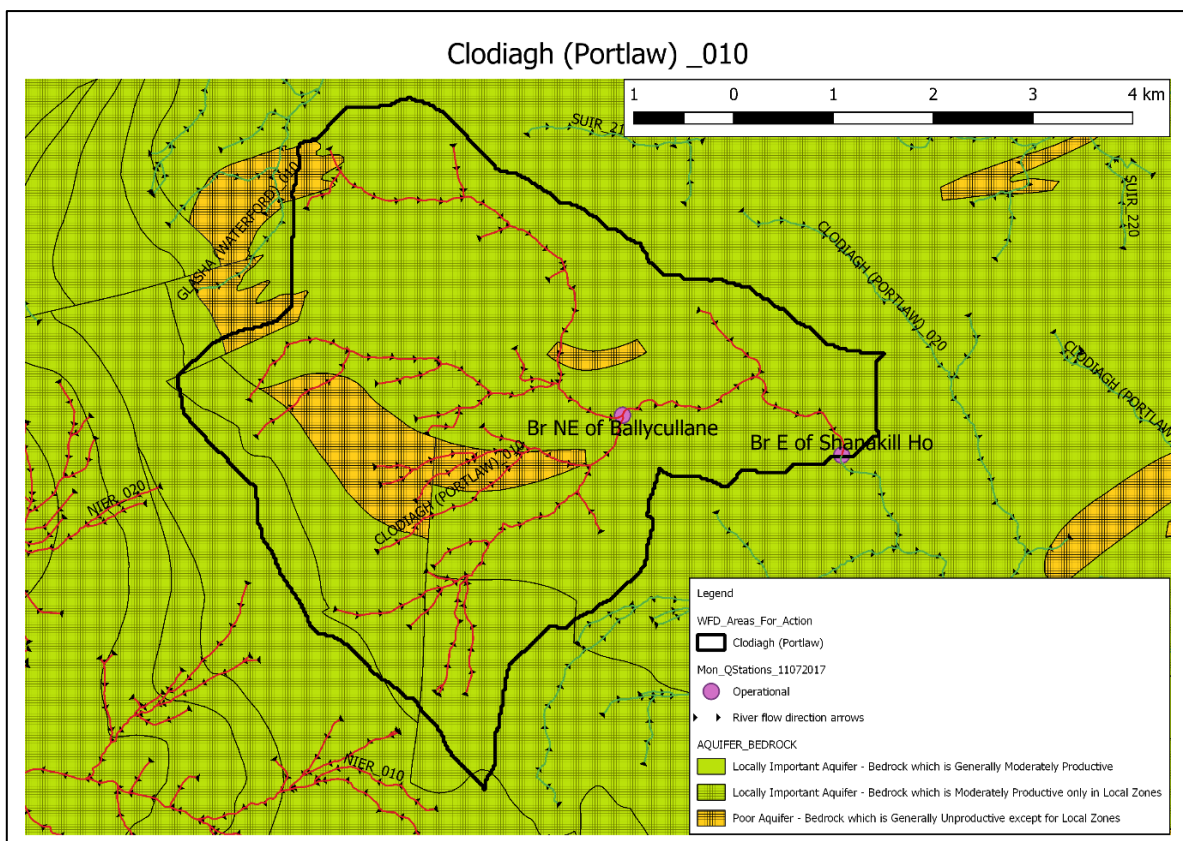 Clodiagh (Portlaw) _010
1 0 1 2 3 4 km
SUIR_21
SUIR_220
GLASHA (WATERFORD)_010
CLODIAGH (PORTLAW)_020
CLODIAGH (PORTLAW)
Br NE of Ballycullane
Br E of Shanakill Ho
CLODIAGH (PORTLAW)_010
NIER_020
NIER_010
Legend
WFD_Areas_For_Action
Clodiagh (Portlaw)
Mon_QStations_11072017
Operational
River flow direction arrows
AQUIFER_BEDROCK
Locally Important Aquifer - Bedrock which is Generally Moderately Productive
Locally Important Aquifer - Bedrock which is Moderately Productive only in Local Zones
Poor Aquifer - Bedrock which is Generally Unproductive except for Local Zones